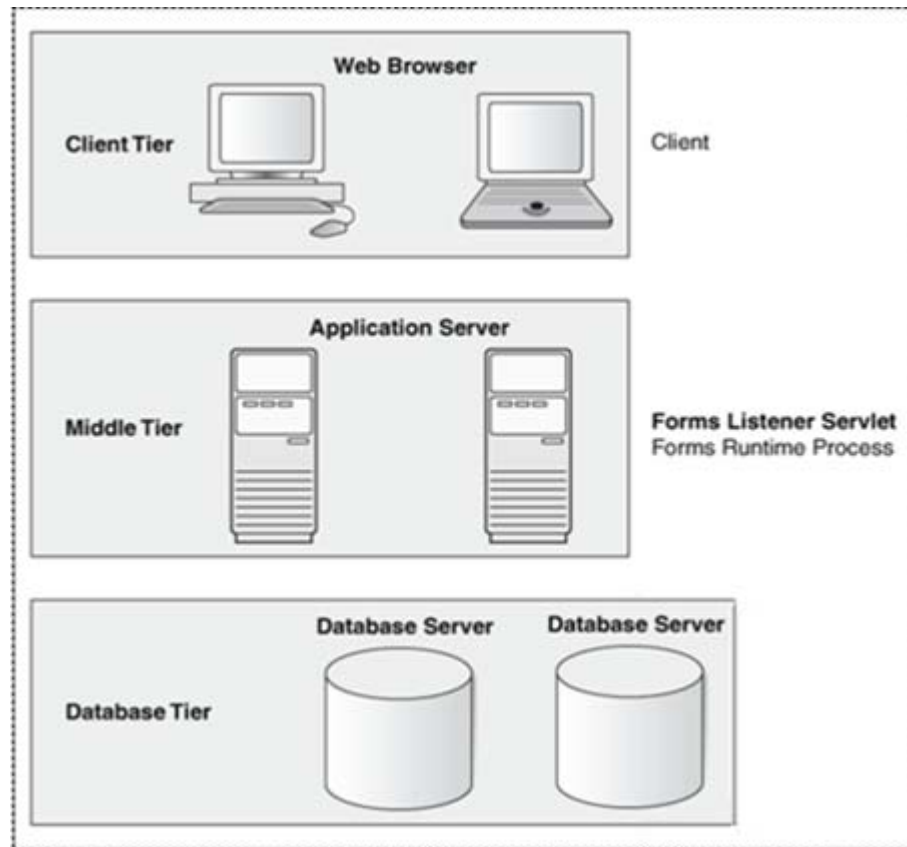 Web Browser
Client Tier
Client
Application Server
Middle Tier
Forms Listener Servlet
Forms Runtime Process
Database Server
Database Server
Database Tier